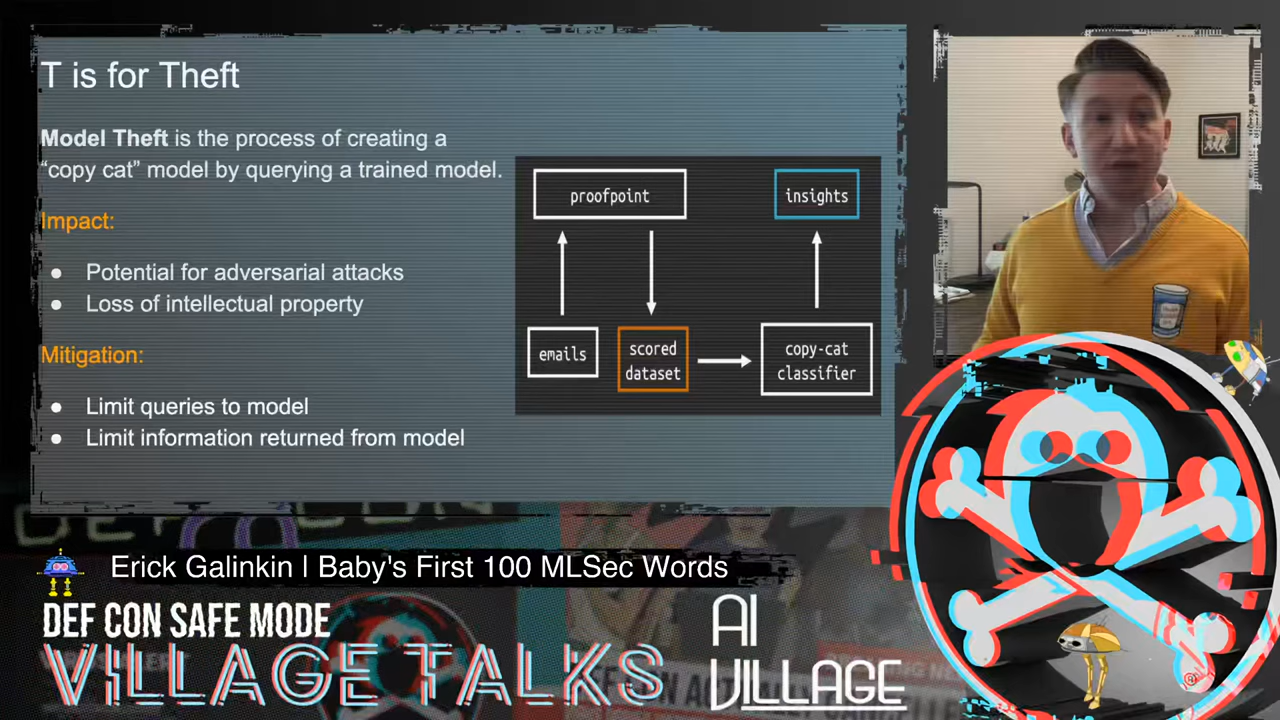 T is for Theft
Model Theft is the process of creating a
“copy cat” model by querying a trained model.
Impact:
● Potential for adversarial attacks
● Loss of intellectual property
Mitigation:
● Limit queries to model
● Limit information returned from model
proofpoint
insights
emails
scored
dataset
copy-cat
classifier
Erick Galinkin | Baby's First 100 MLSec Words
DEF CON SAFE MODE
VILLAGE TALKS
AI
VILLAGE